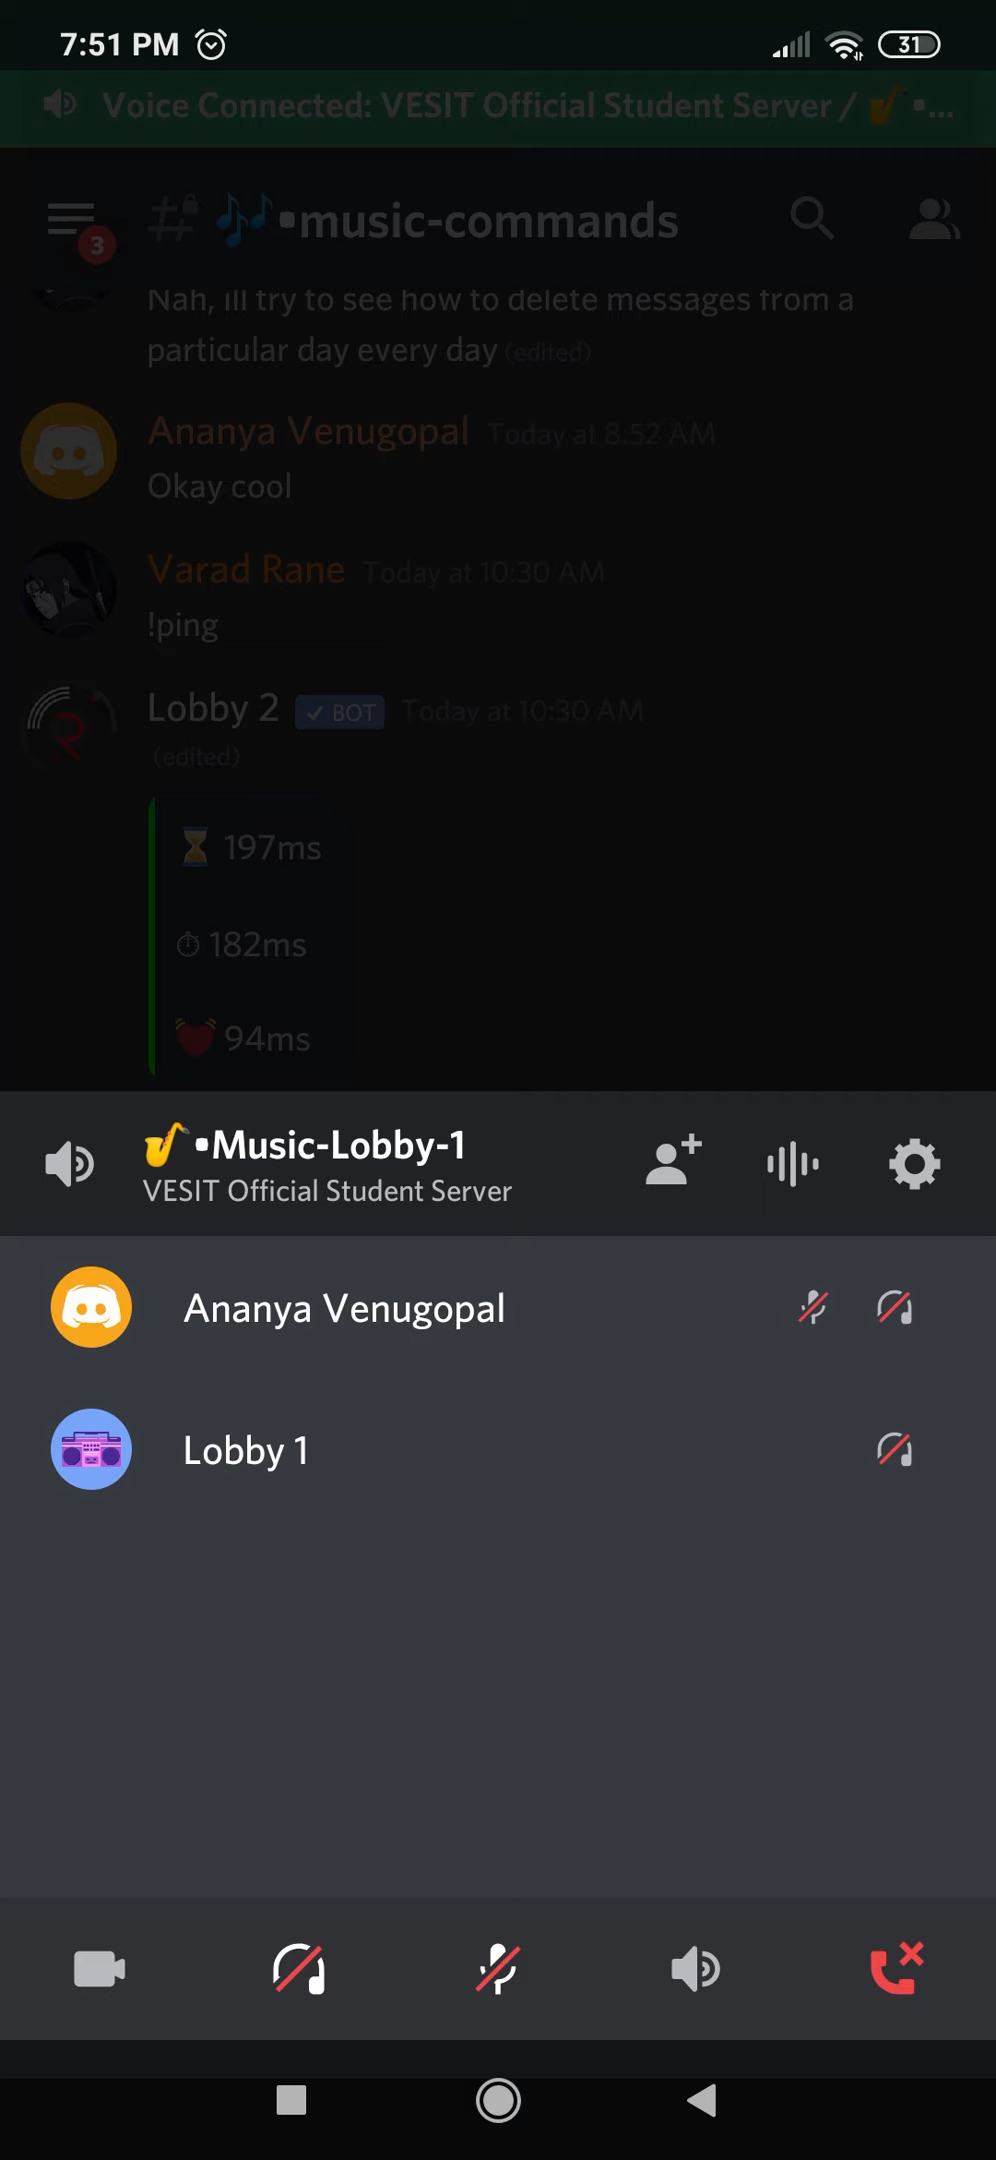 7:51 PM
31
Voice Connected: VESIT Official Student Server / 🎷•...
3
🎶•music-commands
Nah, ill try to see how to delete messages from a
particular day every day (edited)
Ananya Venugopal Today at 8:52 AM
Okay cool
Varad Rane Today at 10:30 AM
!ping
Lobby 2 ✓ BOT Today at 10:30 AM
(edited)
R
⌛ 197ms
⏱ 182ms
💓 94ms
🎷•Music-Lobby-1
VESIT Official Student Server
Ananya Venugopal
Lobby 1